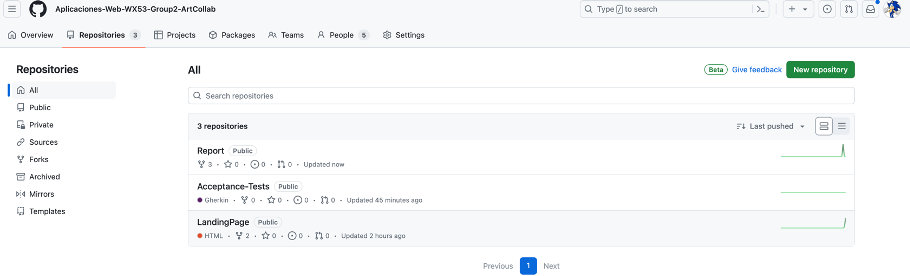 Aplicaciones-Web-WX53-Group2-ArtCollab
Type / to search
Overview Repositories 3 Projects Packages Teams People 5 Settings
Repositories
All
Public
Private
Sources
Forks
Archived
Mirrors
Templates
All
Beta Give feedback New repository
Search repositories
3 repositories Last pushed
Report Public
3 · 0 · 0 · 0 · Updated now
Acceptance-Tests Public
Gherkin · 0 · 0 · 0 · 0 · Updated 45 minutes ago
LandingPage Public
HTML · 2 · 0 · 0 · 0 · Updated 2 hours ago
Previous 1 Next